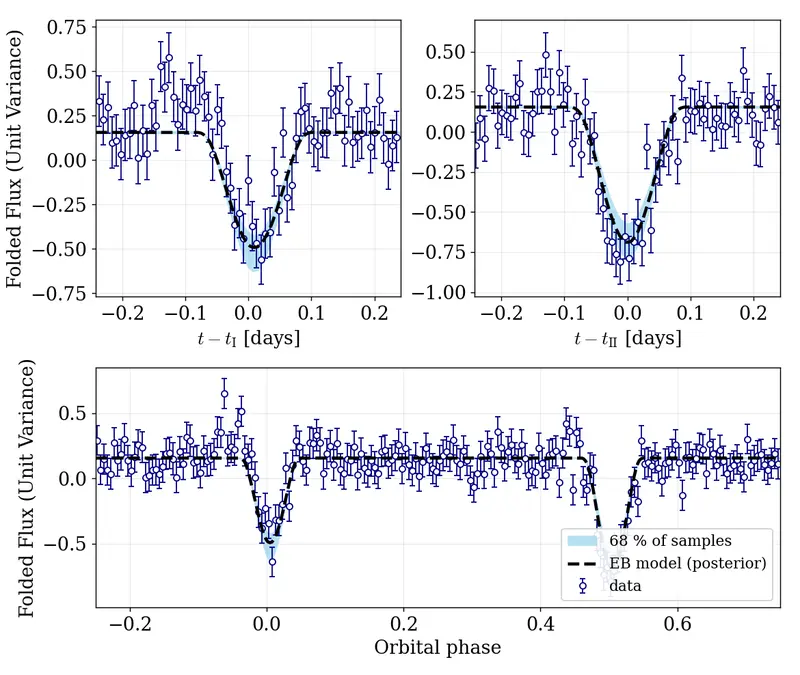 Folded Flux (Unit Variance)
0.75
0.50
0.25
0.00
−0.25
−0.50
−0.75
−0.2 −0.1 0.0 0.1 0.2
t − tI [days]
0.50
0.25
0.00
−0.25
−0.50
−0.75
−1.00
−0.2 −0.1 0.0 0.1 0.2
t − tII [days]
Folded Flux (Unit Variance)
0.5
0.0
−0.5
68 % of samples
EB model (posterior)
data
−0.2 0.0 0.2 0.4 0.6
Orbital phase